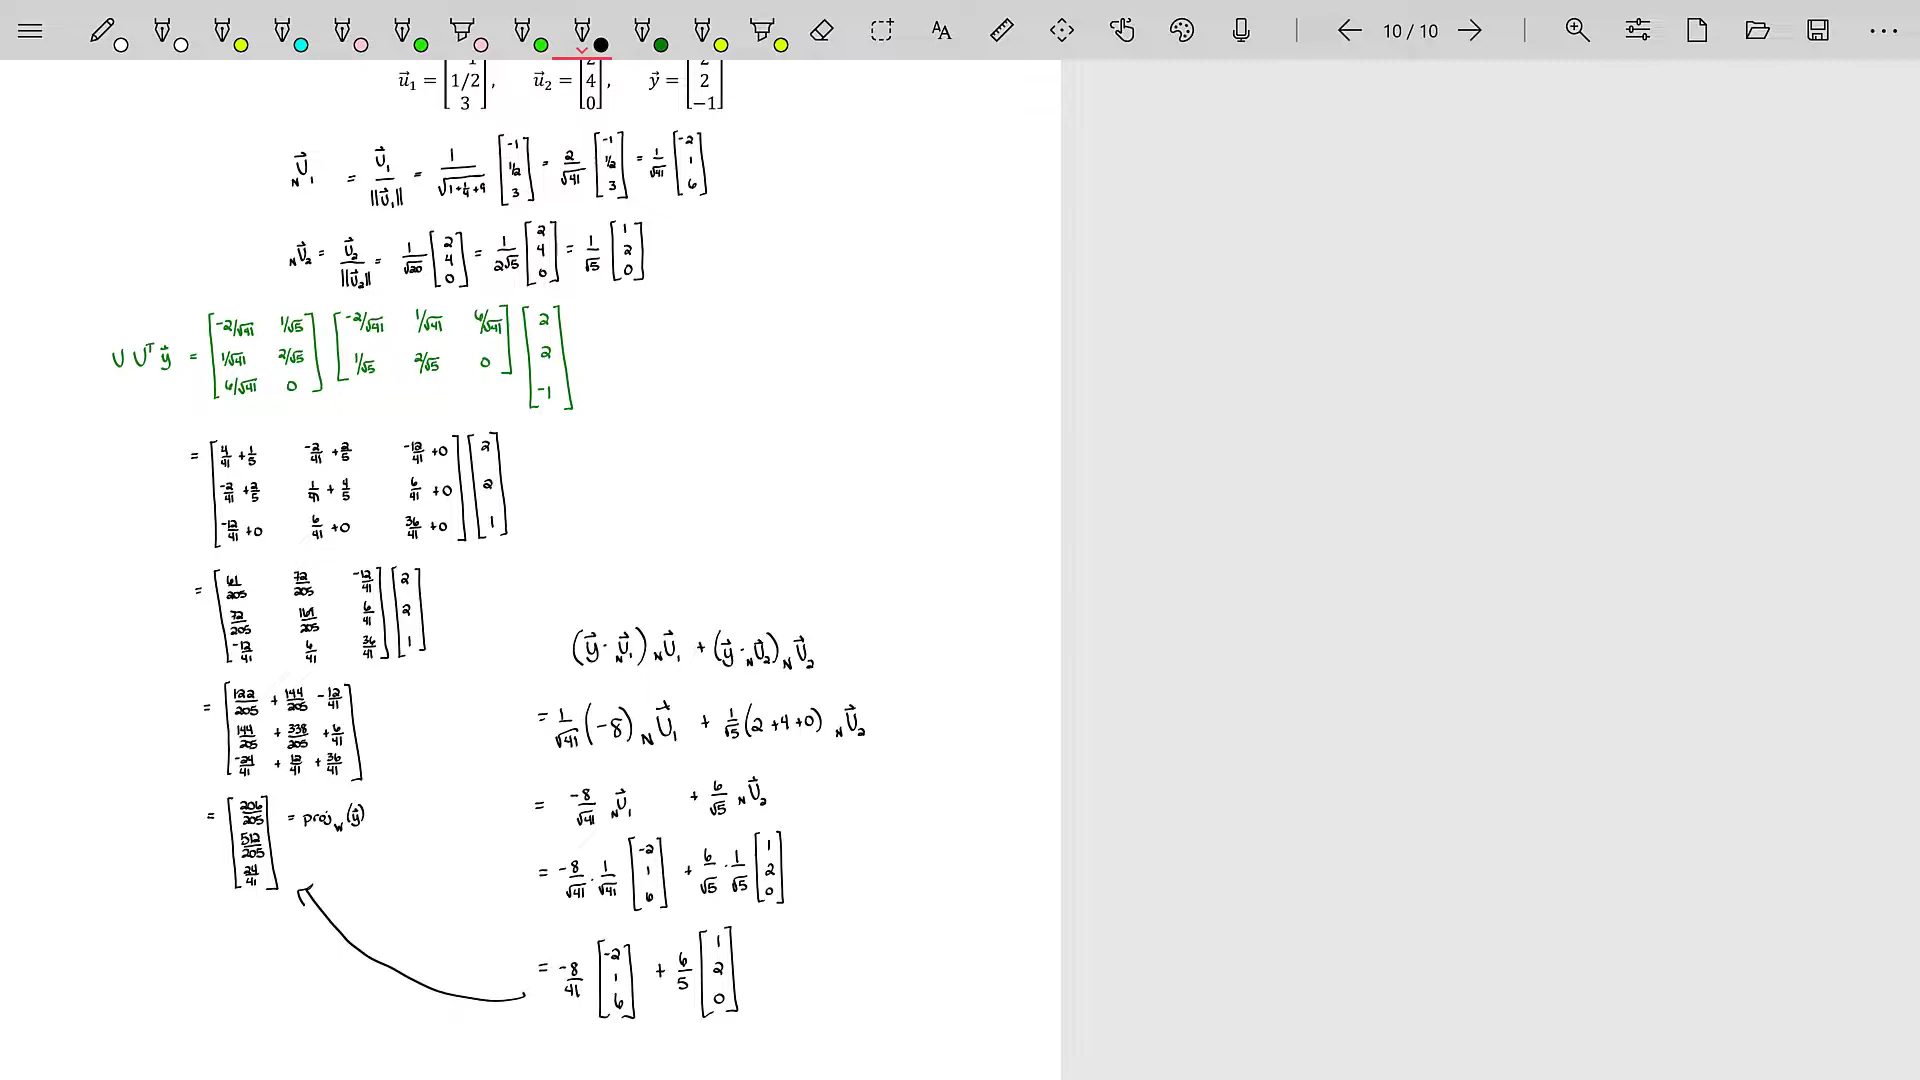 10 / 10
u⃗₁ = [1 1/2 3], u⃗₂ = [2 4 0], y⃗ = [2 2 −1]
ₙU⃗₁ = U⃗₁/||U⃗₁|| = 1/√(1+1/4+9) [-1 1/2 3] = 2/√41 [-1 1/2 3] = 1/√41 [-2 1 6]
ₙU⃗₂ = U⃗₂/||U⃗₂|| = 1/√20 [2 4 0] = 1/2√5 [2 4 0] = 1/√5 [1 2 0]
U Uᵀ y⃗ = [-2/√41 1/√5; 1/√41 2/√5; 6/√41 0] [-2/√41 1/√41 6/√41; 1/√5 2/√5 0] [2 2 -1]
= [4/41 + 1/5 -2/41 + 2/5 -12/41 + 0; -2/41 + 2/5 1/41 + 4/5 6/41 + 0; -12/41 + 0 6/41 + 0 36/41 + 0] [2 2 1]
= [61/205 72/205 -12/41; 72/205 169/205 6/41; -12/41 6/41 36/41] [2 2 1]
= [122/205 + 144/205 - 12/41; 144/205 + 338/205 + 6/41; -24/41 + 12/41 + 36/41]
= [206/205 512/205 24/41] = proj_W (y⃗)
(y⃗ · ₙU⃗₁) ₙU⃗₁ + (y⃗ · ₙU⃗₂) ₙU⃗₂
= 1/√41 (-8) ₙU⃗₁ + 1/√5 (2+4+0) ₙU⃗₂
= -8/√41 ₙU⃗₁ + 6/√5 ₙU⃗₂
= -8/√41 · 1/√41 [-2 1 6] + 6/√5 · 1/√5 [1 2 0]
= -8/41 [-2 1 6] + 6/5 [1 2 0]